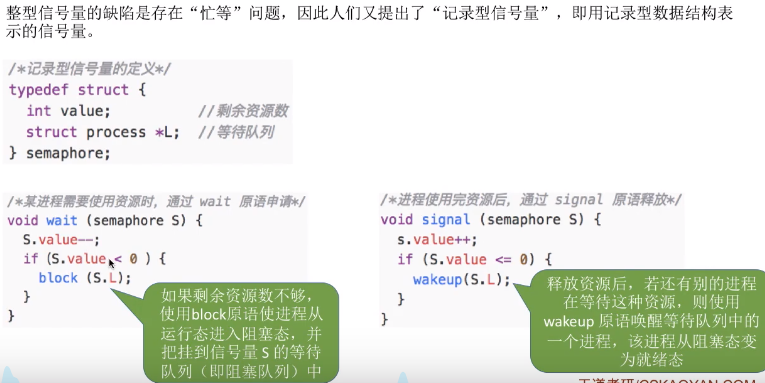 整型信号量的缺陷是存在“忙等”问题，因此人们又提出了“记录型信号量”，即用记录型数据结构表
示的信号量。
/*记录型信号量的定义*/
typedef struct {
int value; //剩余资源数
struct process *L; //等待队列
} semaphore;
/*某进程需要使用资源时，通过 wait 原语申请*/
void wait (semaphore S) {
S.value--;
if (S.value < 0 ) {
block (S.L);
}
}
如果剩余资源数不够，
使用block原语使进程从
运行态进入阻塞态，并
把挂到信号量 S 的等待
队列（即阻塞队列）中
/*进程使用完资源后，通过 signal 原语释放*/
void signal (semaphore S) {
s.value++;
if (S.value <= 0) {
wakeup(S.L);
}
}
释放资源后，若还有别的进程
在等待这种资源，则使用
wakeup 原语唤醒等待队列中的
一个进程，该进程从阻塞态变
为就绪态